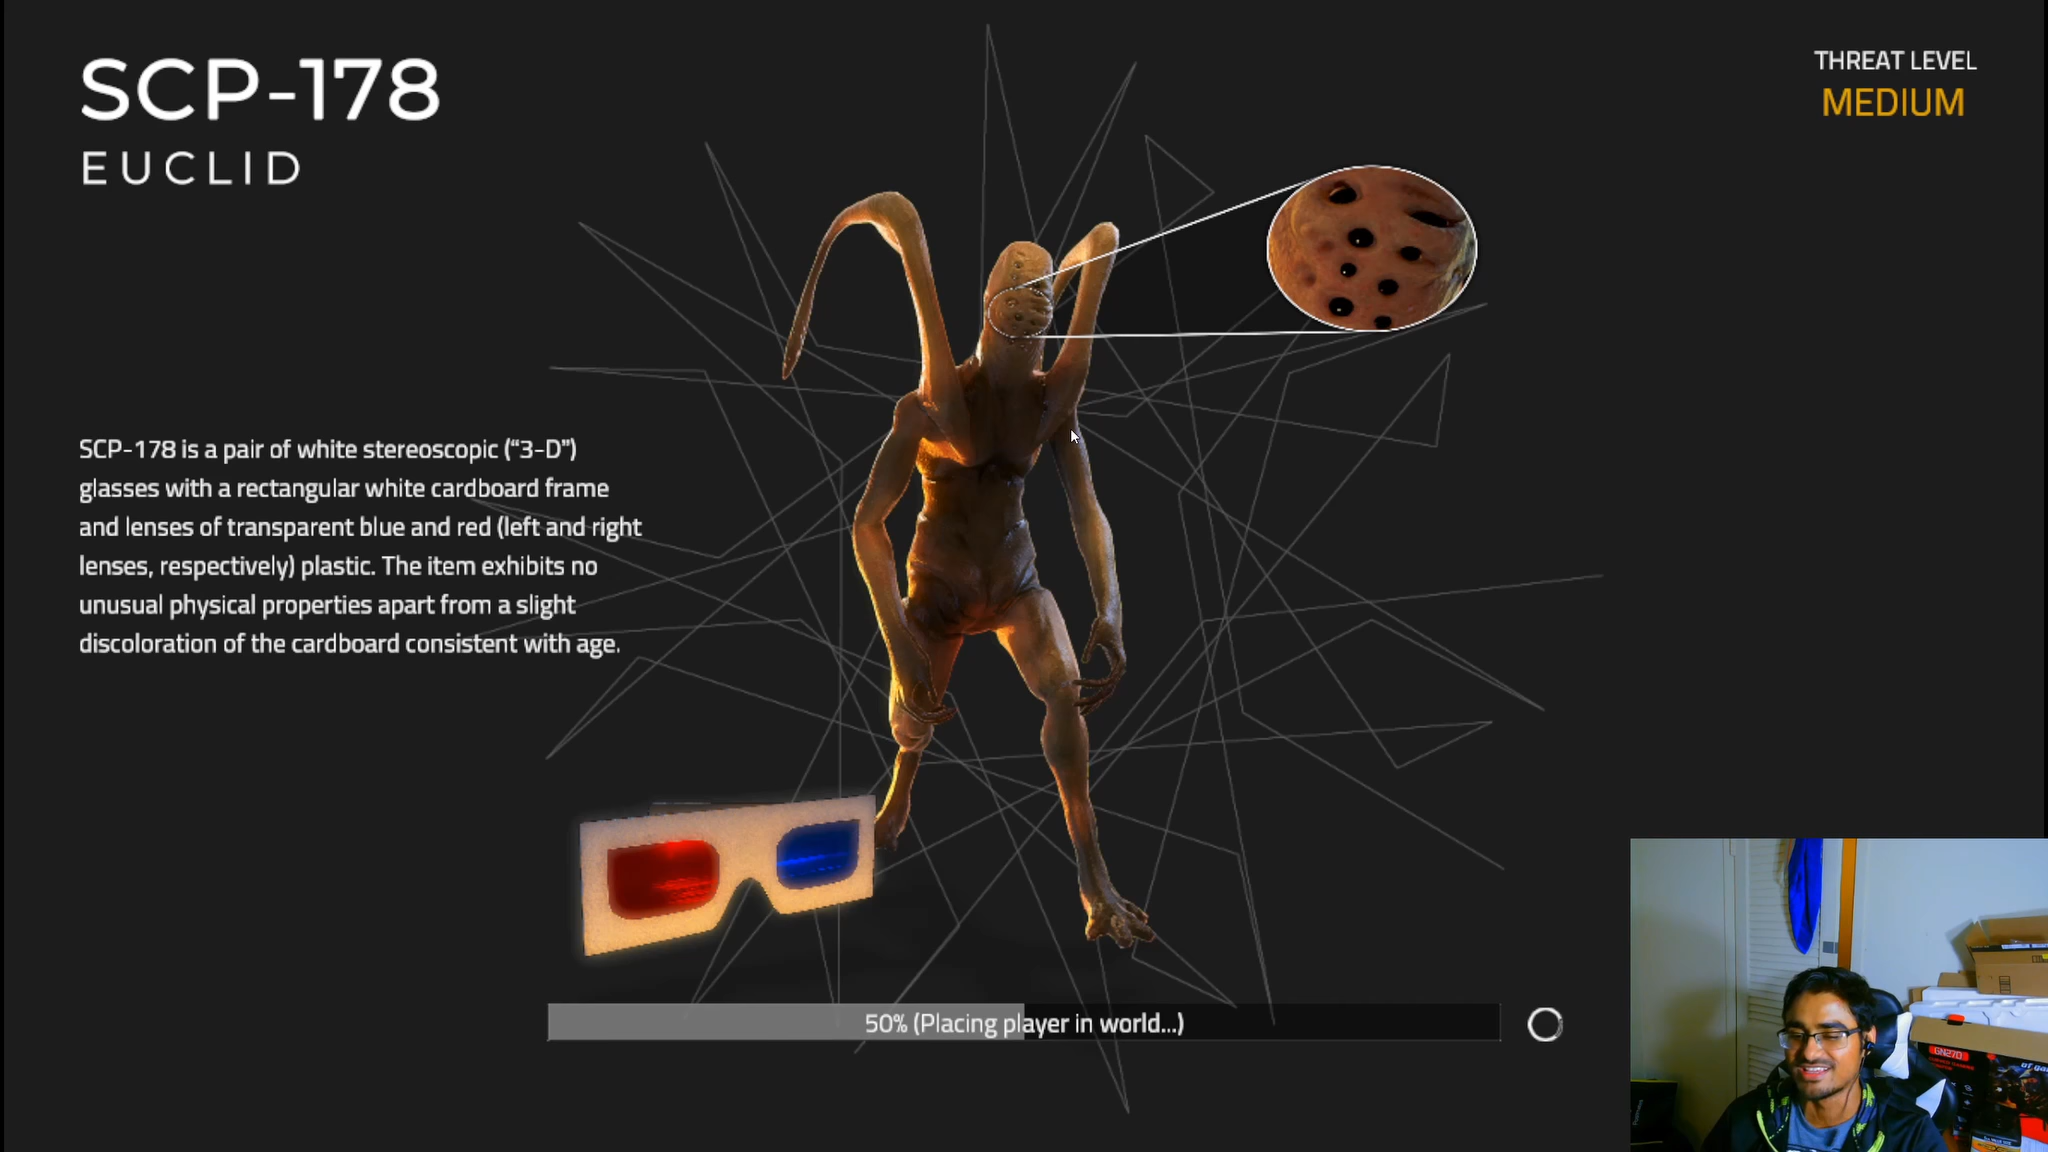 SCP-178
EUCLID
THREAT LEVEL
MEDIUM
SCP-178 is a pair of white stereoscopic (“3-D”)
glasses with a rectangular white cardboard frame
and lenses of transparent blue and red (left and right
lenses, respectively) plastic. The item exhibits no
unusual physical properties apart from a slight
discoloration of the cardboard consistent with age.
50% (Placing player in world...)
GN27D